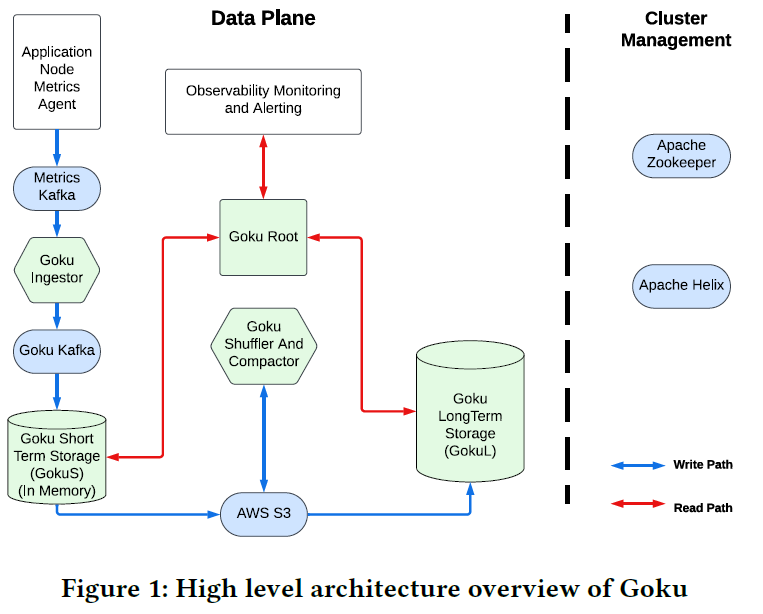 Data Plane
Cluster
Management
Application
Node
Metrics
Agent
Observability Monitoring
and Alerting
Apache
Zookeeper
Metrics
Kafka
Goku Root
Goku
Ingestor
Apache Helix
Goku
Shuffler And
Compactor
Goku Kafka
Goku
LongTerm
Storage
(GokuL)
Goku Short
Term Storage
(GokuS)
(In Memory)
Write Path
AWS S3
Read Path
Figure 1: High level architecture overview of Goku